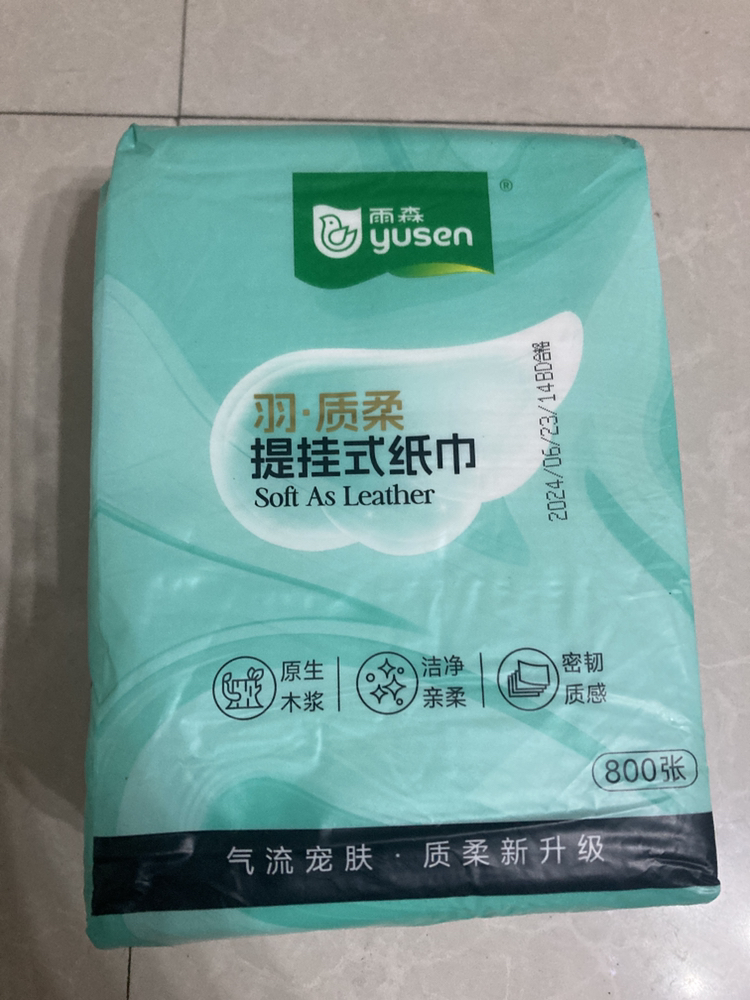 雨森
yusen
®
羽·质柔
提挂式纸巾
Soft As Leather
2024/06/23/14BD合格
原生
木浆
洁净
亲柔
密韧
质感
800张
气流宠肤·质柔新升级